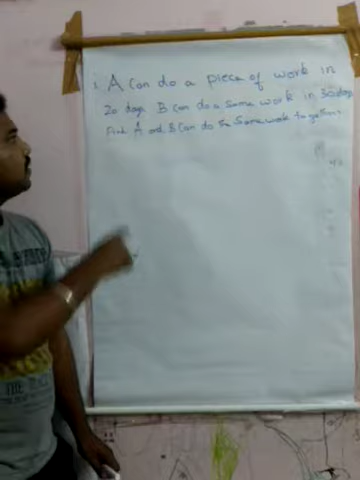 1. A Can do a piece of work in
20 days B Can do a Same work in 30 days
Find A and B Can do the Same work together?
THE